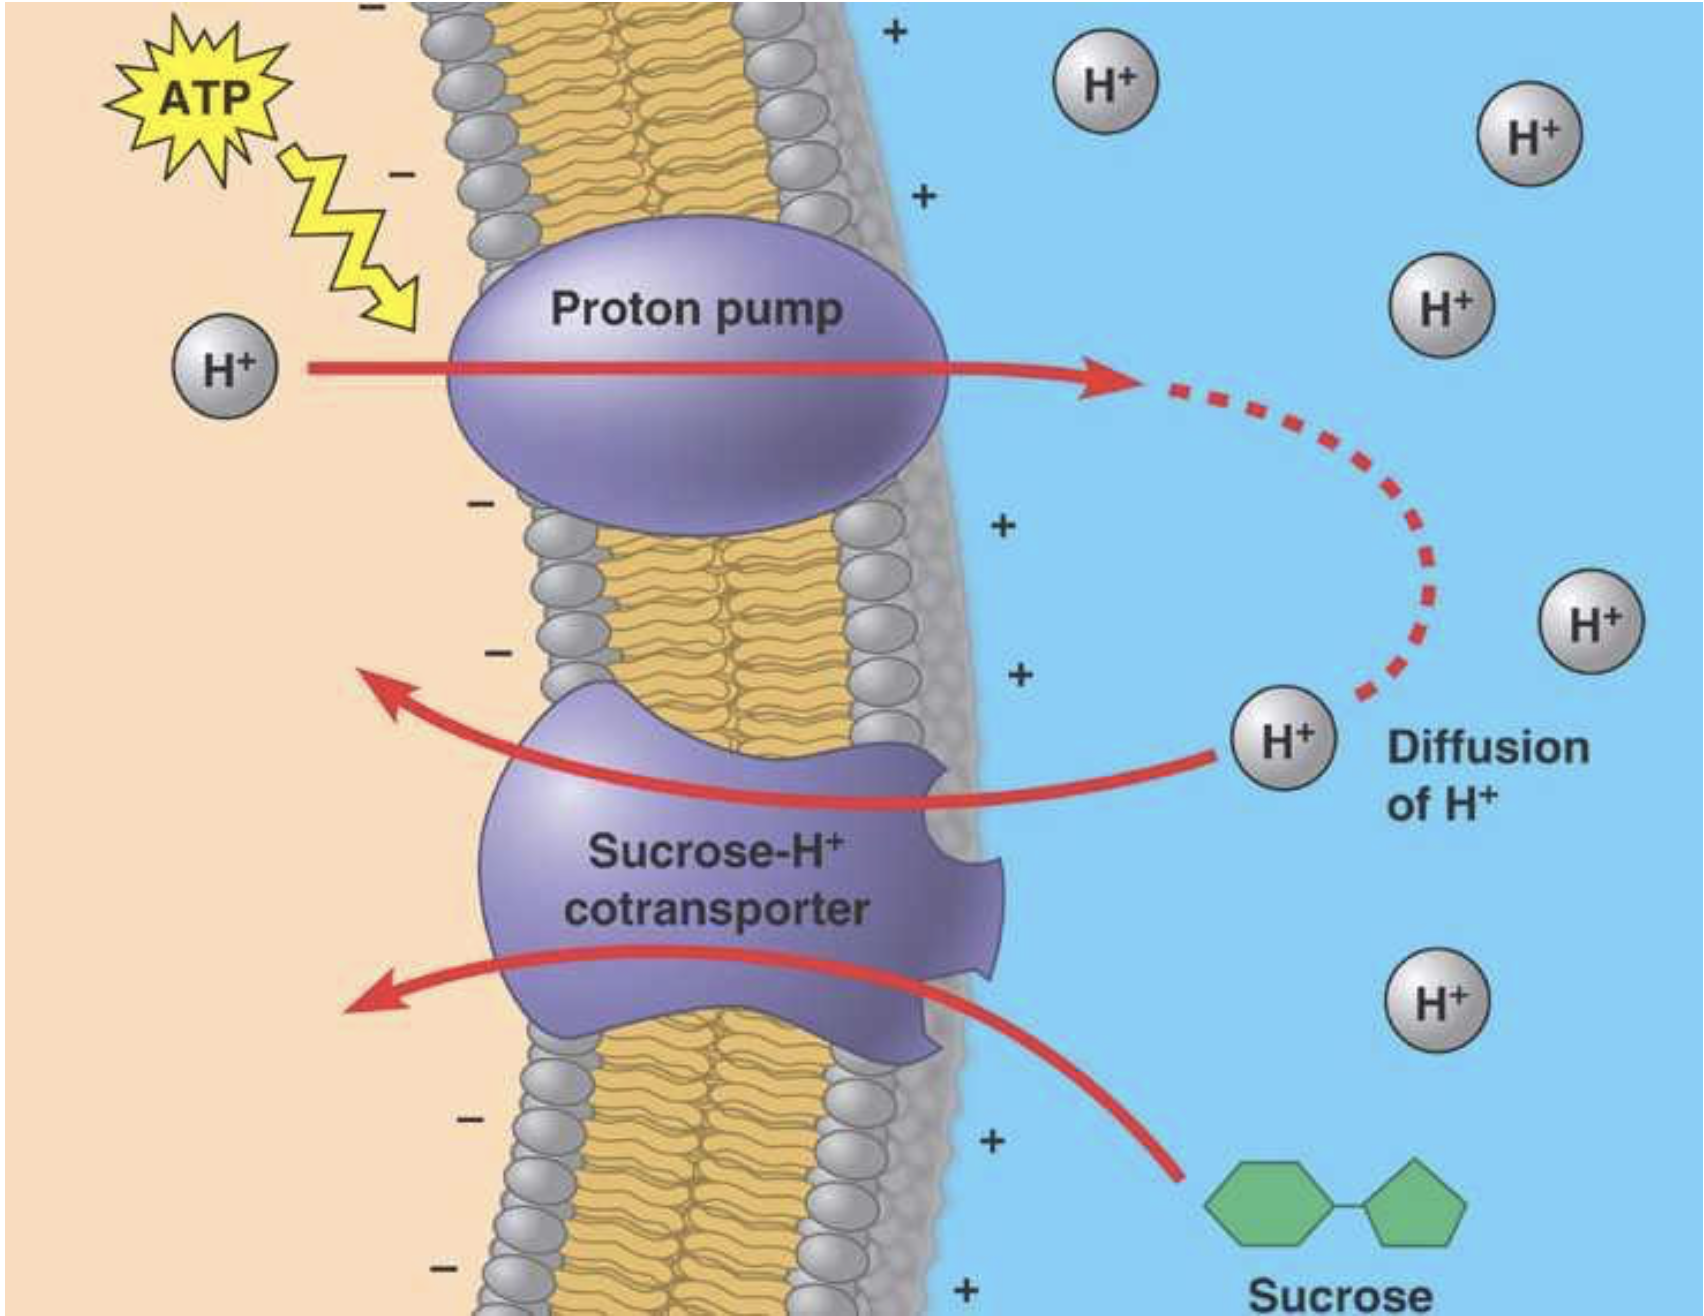 ATP
−
+
H⁺
H⁺
−
+
Proton pump
H⁺
H⁺
−
+
−
+
H⁺
H⁺
Diffusion
of H⁺
Sucrose-H⁺
cotransporter
H⁺
−
+
−
+
Sucrose